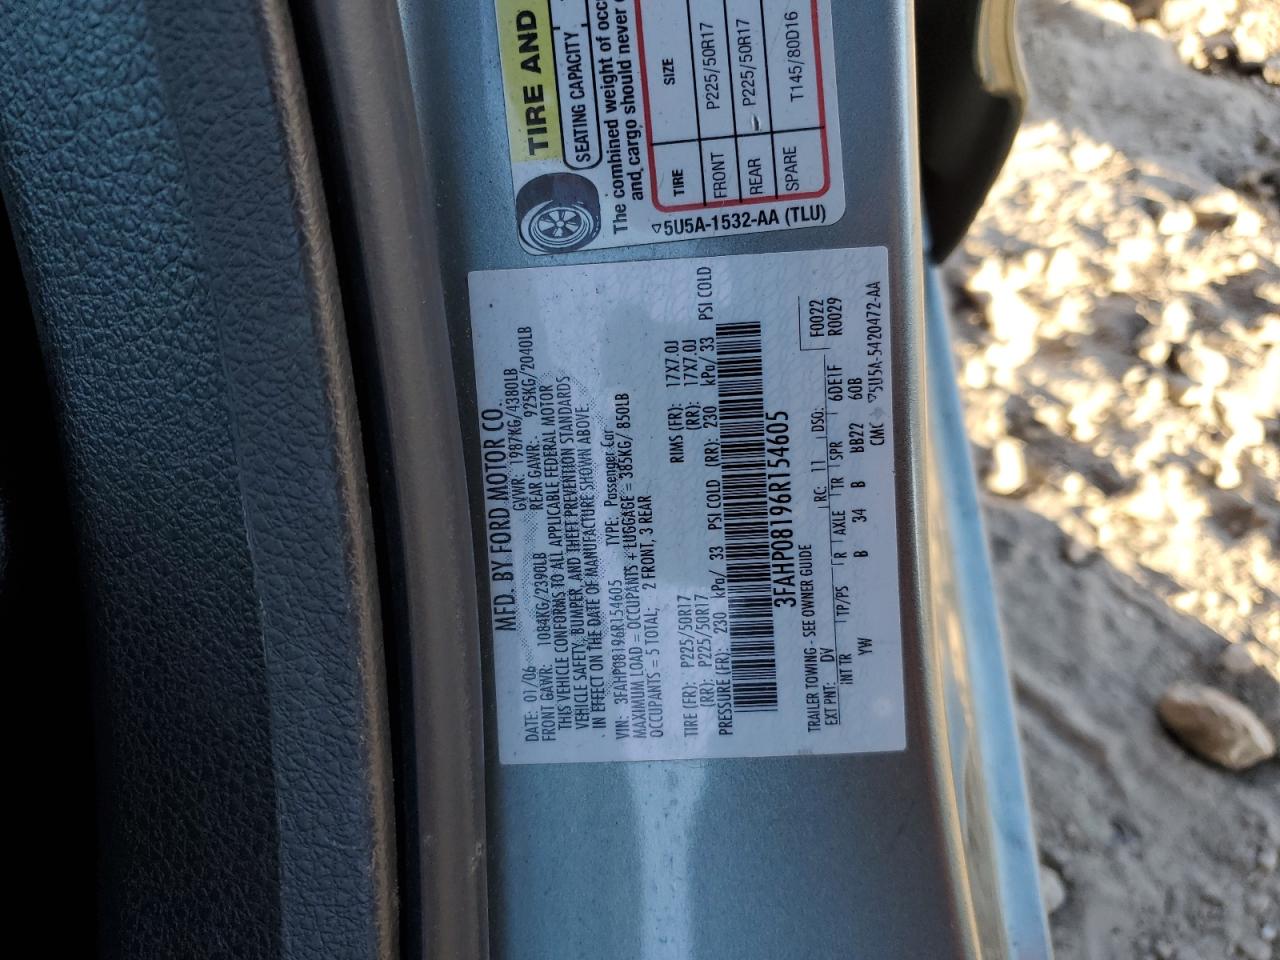 TIRE AND
SEATING CAPACITY
The combined weight of occu
and cargo should never
TIRE SIZE
FRONT P225/50R17
REAR P225/50R17
SPARE T145/80D16
▽5U5A-1532-AA (TLU)
MFD. BY FORD MOTOR CO.
DATE: 01/06 GVWR: 1987KG/4380LB
FRONT GAWR: 1084KG/2390LB REAR GAWR: 925KG/2040LB
THIS VEHICLE CONFORMS TO ALL APPLICABLE FEDERAL MOTOR
VEHICLE SAFETY, BUMPER, AND THEFT PREVENTION STANDARDS
IN EFFECT ON THE DATE OF MANUFACTURE SHOWN ABOVE.
VIN: 3FAHP08196R154605 TYPE: Passenger Car
MAXIMUM LOAD = OCCUPANTS + LUGGAGE = 385KG/ 850LB
OCCUPANTS = 5 TOTAL; 2 FRONT, 3 REAR
TIRE (FR): P225/50R17 RIMS (FR): 17X7.0J
(RR): P225/50R17 (RR): 17X7.0J
PRESSURE (FR): 230 kPa/ 33 PSI COLD (RR): 230 kPa/ 33 PSI COLD
3FAHP08196R154605
TRAILER TOWING - SEE OWNER GUIDE
EXT PNT: DV RC: 11 DSO: 6DE1F F0022
INT TR TP/PS R AXLE TR SPR 60B R0029
YW B 34 B BB22
CMC ▽5U5A-5420472-AA